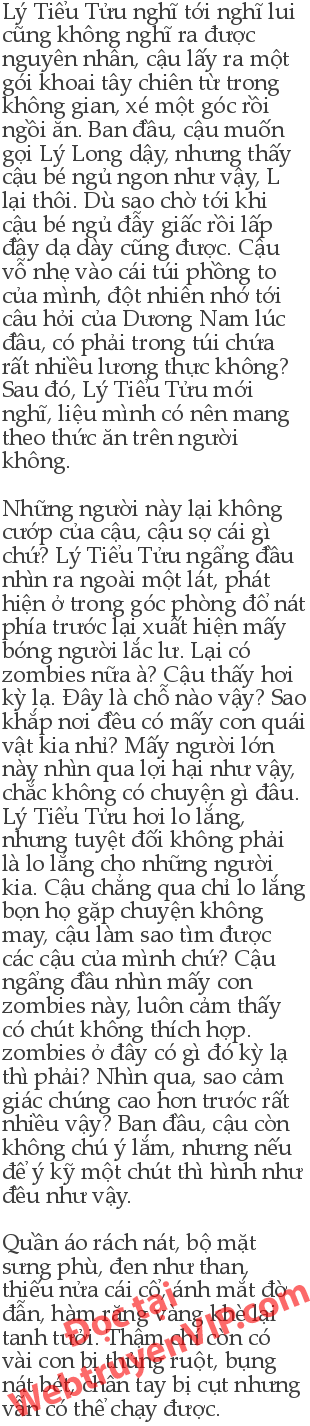 Lý Tiểu Tửu nghĩ tới nghĩ lui
cũng không nghĩ ra được
nguyên nhân, cậu lấy ra một
gói khoai tây chiên từ trong
không gian, xé một góc rồi
ngồi ăn. Ban đầu, cậu muốn
gọi Lý Long dậy, nhưng thấy
cậu bé ngủ ngon như vậy, L
lại thôi. Dù sao chờ tới khi
cậu bé ngủ đẫy giấc rồi lấp
đầy dạ dày cũng được. Cậu
vỗ nhẹ vào cái túi phồng to
của mình, đột nhiên nhớ tới
câu hỏi của Dương Nam lúc
đầu, có phải trong túi chứa
rất nhiều lương thực không?
Sau đó, Lý Tiểu Tửu mới
nghĩ, liệu mình có nên mang
theo thức ăn trên người
không.

Những người này lại không
cướp của cậu, cậu sợ cái gì
chứ? Lý Tiểu Tửu ngẩng đầu
nhìn ra ngoài một lát, phát
hiện ở trong góc phòng đổ nát
phía trước lại xuất hiện mấy
bóng người lắc lư. Lại có
zombies nữa à? Cậu thấy hơi
kỳ lạ. Đây là chỗ nào vậy? Sao
khắp nơi đều có mấy con quái
vật kia nhỉ? Mấy người lớn
này nhìn qua lợi hại như vậy,
chắc không có chuyện gì đâu.
Lý Tiểu Tửu hơi lo lắng,
nhưng tuyệt đối không phải
là lo lắng cho những người
kia. Cậu chẳng qua chỉ lo lắng
bọn họ gặp chuyện không
may, cậu làm sao tìm được
các cậu của mình chứ? Cậu
ngẩng đầu nhìn mấy con
zombies này, luôn cảm thấy
có chút không thích hợp.
zombies ở đây có gì đó kỳ lạ
thì phải? Nhìn qua, sao cảm
giác chúng cao hơn trước rất
nhiều vậy? Ban đầu, cậu còn
không chú ý lắm, nhưng nếu
để ý kỹ một chút thì hình như
đều như vậy.

Quần áo rách nát, bộ mặt
sưng phù, đen như than,
thiếu nửa cái cổ, ánh mắt đờ
đẫn, hàm răng vàng khè lại
tanh tưởi. Thậm chí còn có
vài con bị thủng ruột, bụng
nát bét, chân tay bị cụt nhưng
vẫn có thể chạy được.
Đọc tại
WebtruyenVIP.com